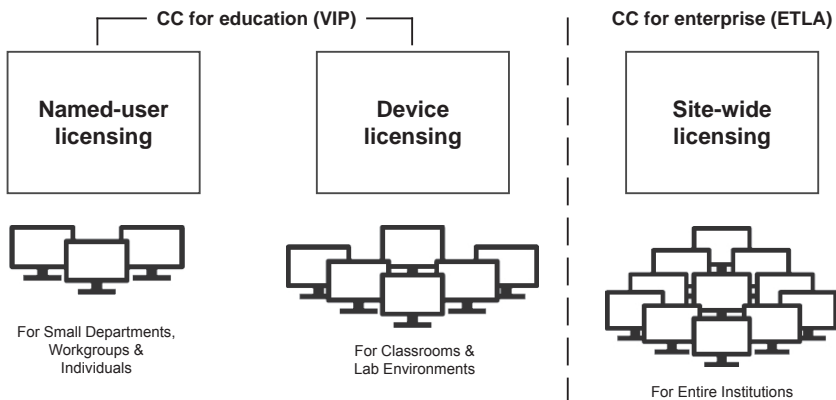 CC for education (VIP)
CC for enterprise (ETLA)
Named-user
licensing
Device
licensing
Site-wide
licensing
For Small Departments,
Workgroups &
Individuals
For Classrooms &
Lab Environments
For Entire Institutions